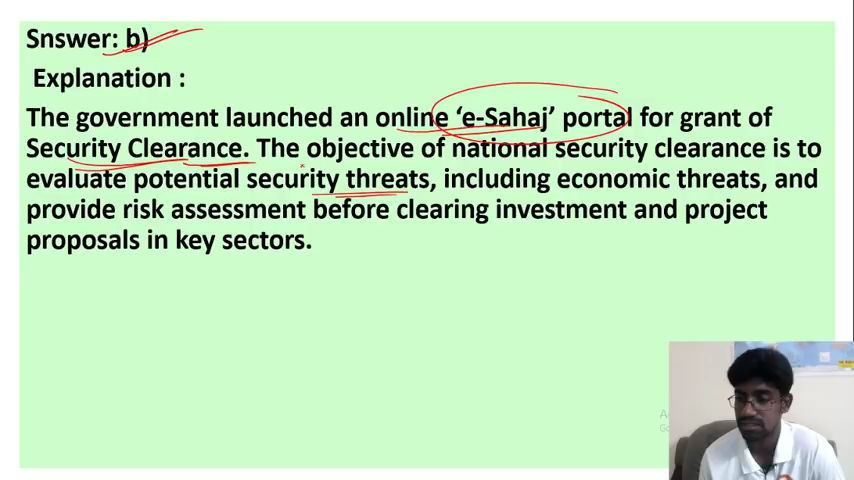 Snswer: b)
Explanation :
The government launched an online ‘e-Sahaj’ portal for grant of
Security Clearance. The objective of national security clearance is to
evaluate potential security threats, including economic threats, and
provide risk assessment before clearing investment and project
proposals in key sectors.